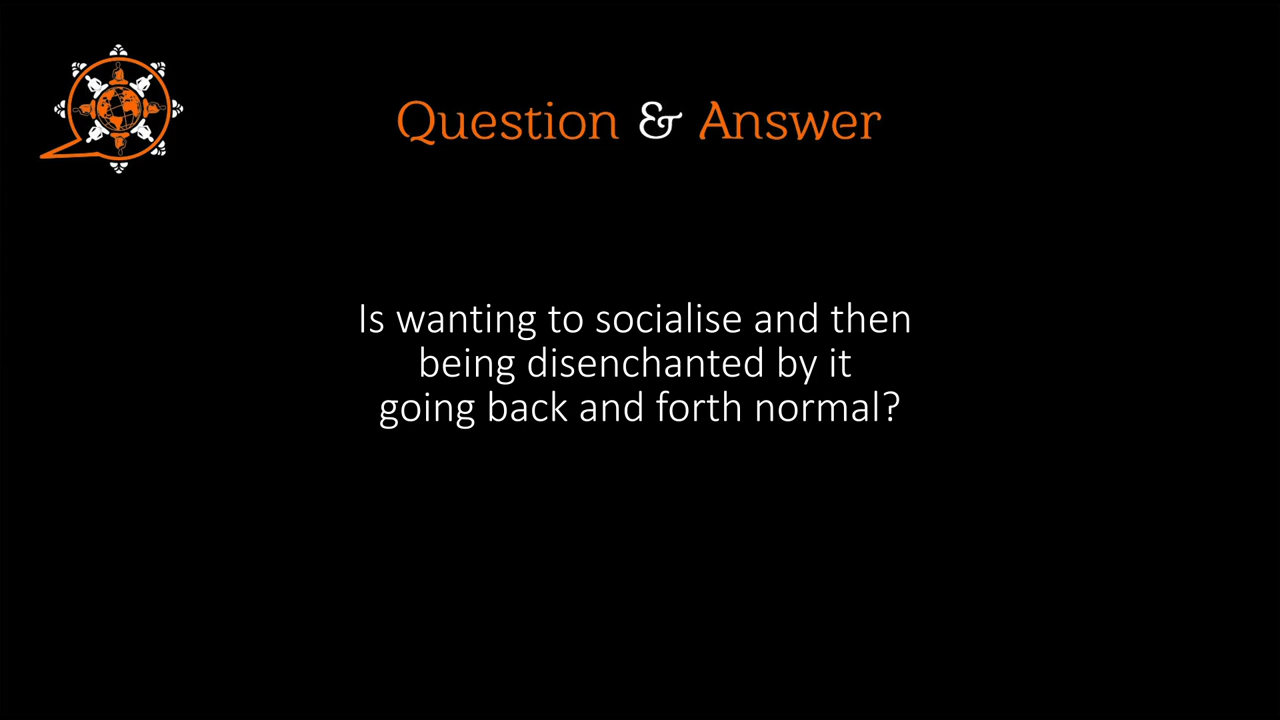 Question & Answer
Is wanting to socialise and then
being disenchanted by it
going back and forth normal?